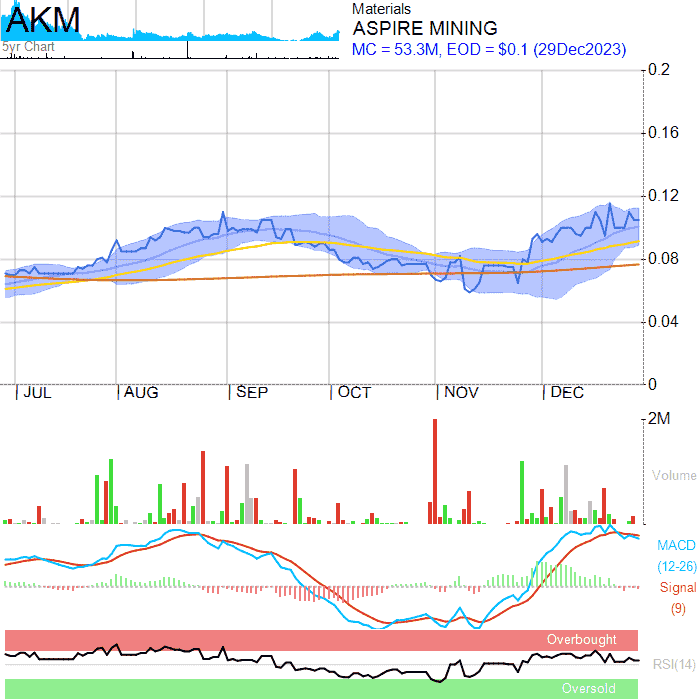 AKM
5yr Chart
Materials
ASPIRE MINING
MC = 53.3M, EOD = $0.1 (29Dec2023)
0.2
0.16
0.12
0.08
0.04
0
JUL AUG SEP OCT NOV DEC
2M
Volume
MACD
(12-26)
Signal
(9)
Overbought
RSI(14)
Oversold